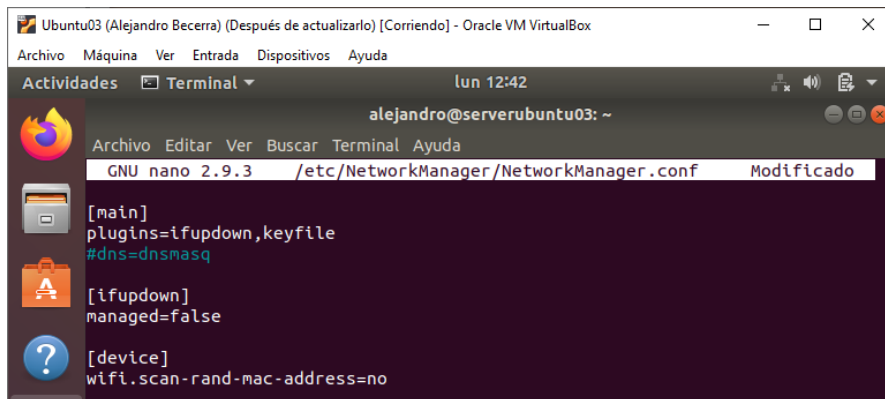 Ubuntu03 (Alejandro Becerra) (Después de actualizarlo) [Corriendo] - Oracle VM VirtualBox
Archivo Máquina Ver Entrada Dispositivos Ayuda
Actividades Terminal lun 12:42
alejandro@serverubuntu03: ~
Archivo Editar Ver Buscar Terminal Ayuda
GNU nano 2.9.3 /etc/NetworkManager/NetworkManager.conf Modificado
[main]
plugins=ifupdown,keyfile
#dns=dnsmasq
[ifupdown]
managed=false
[device]
wifi.scan-rand-mac-address=no